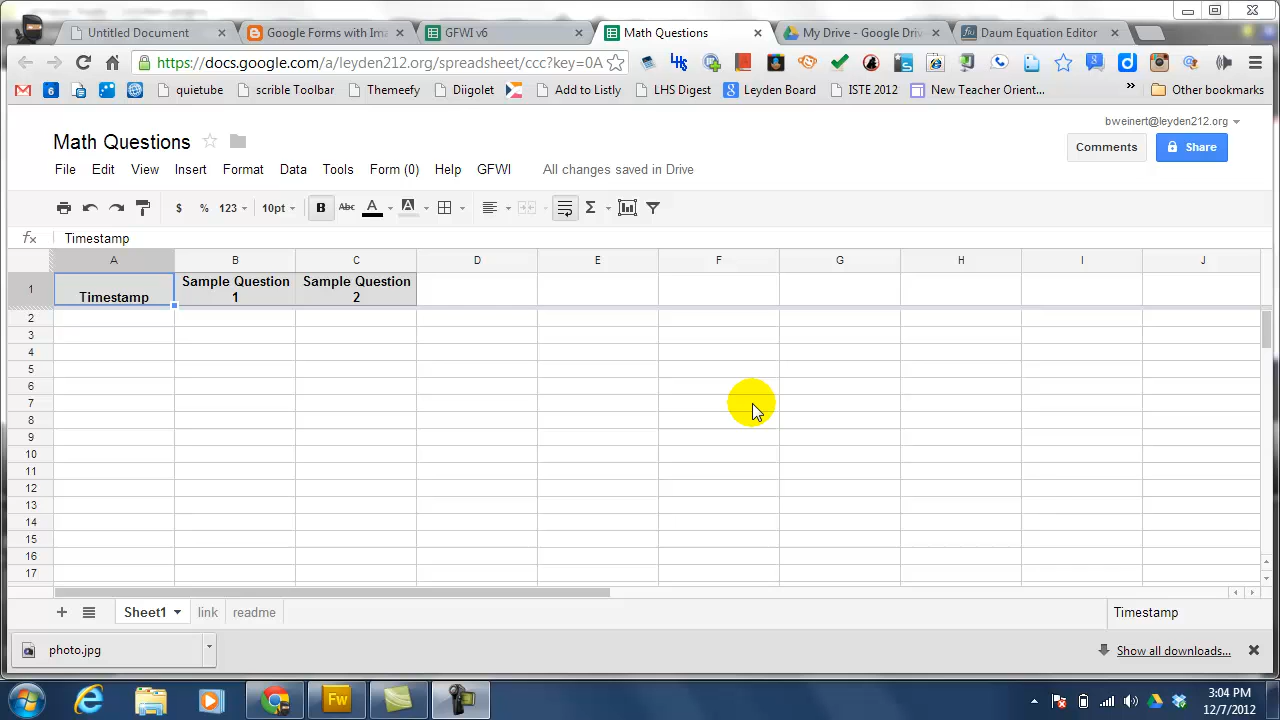 Untitled Document
Google Forms with Ima
GFWI v6
Math Questions
My Drive - Google Driv
Daum Equation Editor
https://docs.google.com/a/leyden212.org/spreadsheet/ccc?key=0A
6
quietube
scrible Toolbar
Themeefy
Diigolet
Add to Listly
LHS Digest
Leyden Board
ISTE 2012
New Teacher Orient...
Other bookmarks
bweinert@leyden212.org
Math Questions
Comments
Share
File Edit View Insert Format Data Tools Form (0) Help GFWI All changes saved in Drive
$ % 123 10pt B Abc A A Σ
fx Timestamp
A B C D E F G H I J
1 Timestamp Sample Question 1 Sample Question 2
2
3
4
5
6
7
8
9
10
11
12
13
14
15
16
17
Sheet1 link readme
Timestamp
photo.jpg
Show all downloads...
Fw
3:04 PM
12/7/2012